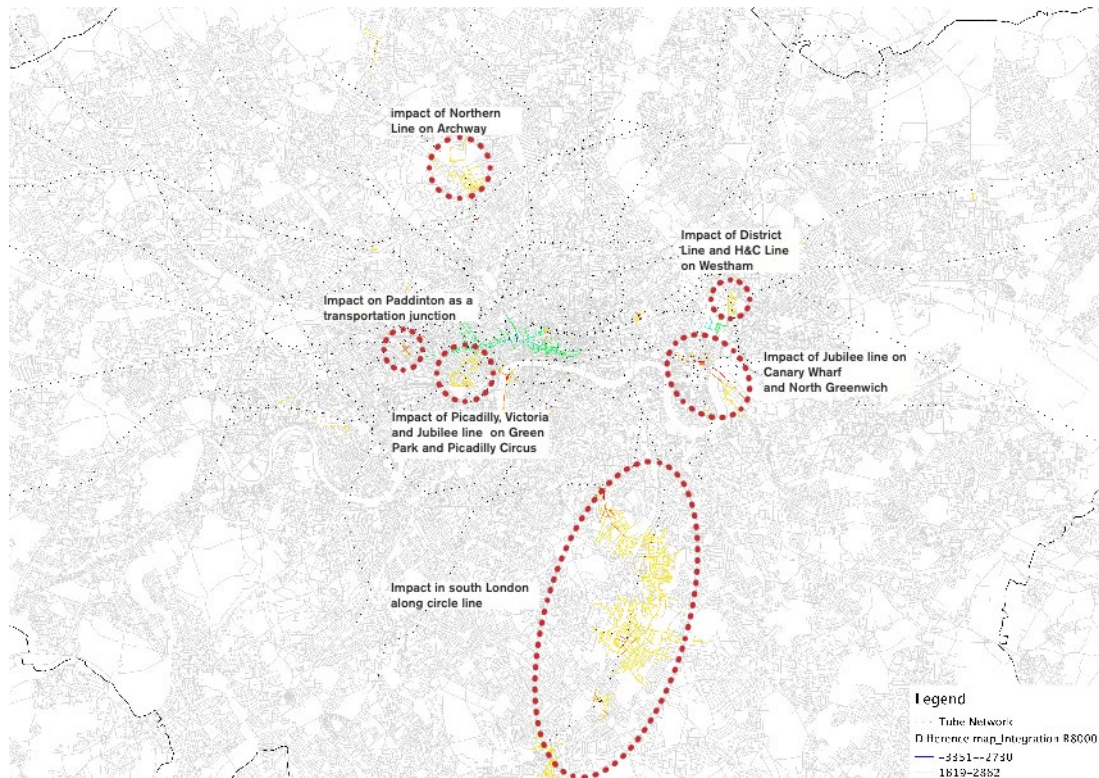 impact of Northern
Line on Archway
Impact of District
Line and H&C Line
on Westham
Impact on Paddinton as a
transportation junction
Impact of Jubilee line on
Canary Wharf
and North Greenwich
Impact of Picadilly, Victoria
and Jubilee line on Green
Park and Picadilly Circus
Impact in south London
along circle line
Legend
Tube Network
Difference map_Integration R8000
-3351--2730
1619-2882